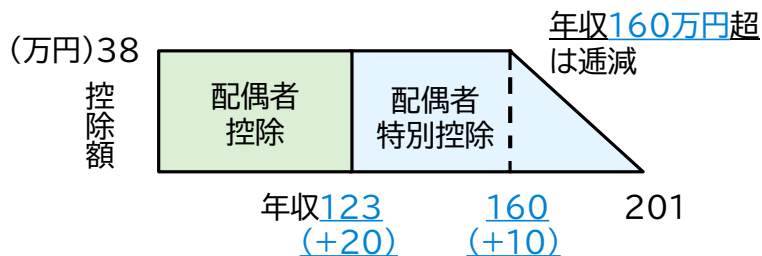 年収160万円超
は逓減
(万円)38
控除額
配偶者
控除
配偶者
特別控除
年収123
(+20)
160
(+10)
201